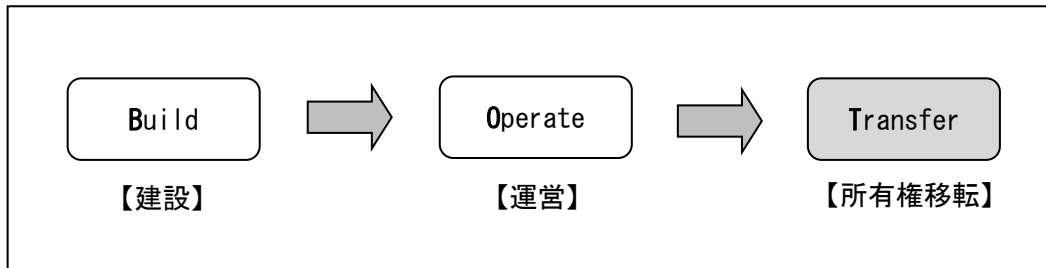 Build
Operate
Transfer
【建設】
【運営】
【所有権移転】